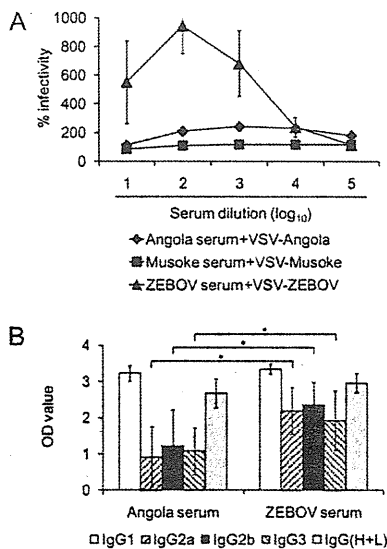 A
% infectivity
1000
800
600
400
200
0
1 2 3 4 5
Serum dilution (log10)
Angola serum+VSV-Angola
Musoke serum+VSV-Musoke
ZEBOV serum+VSV-ZEBOV
B
OD value
4
3
2
1
0
* * *
Angola serum ZEBOV serum
IgG1 IgG2a IgG2b IgG3 IgG(H+L)